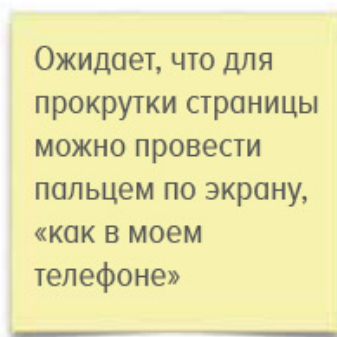 Ожидает, что для
прокрутки страницы
можно провести
пальцем по экрану,
«как в моем
телефоне»